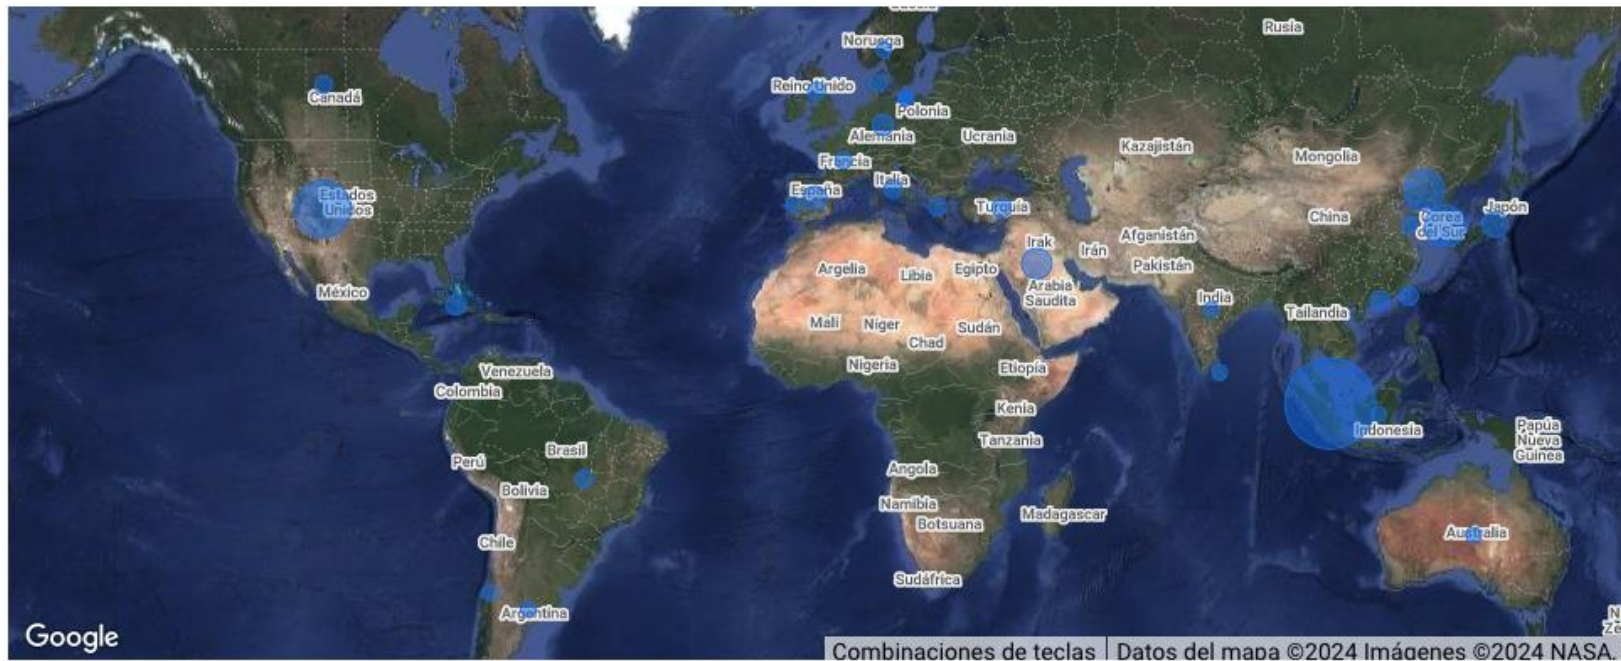 Rusia
Noruega
Canadá
Reino Unido
Polonia
Alemania
Ucrania
Kazajistán
Mongolia
Francia
Italia
España
Estados
Unidos
Turquía
China
Corea
del Sur
Japón
Afganistán
Irak
Irán
Pakistán
Argelia
Libia
Egipto
Arabia
Saudita
México
India
Tailandia
Malí
Níger
Sudán
Chad
Nigeria
Etiopía
Venezuela
Colombia
Kenia
Indonesia
Papúa
Nueva
Guinea
Tanzania
Brasil
Perú
Bolivia
Angola
Namibia
Botsuana
Madagascar
Chile
Australia
Sudáfrica
Argentina
Google
Combinaciones de teclas
Datos del mapa ©2024 Imágenes ©2024 NASA,